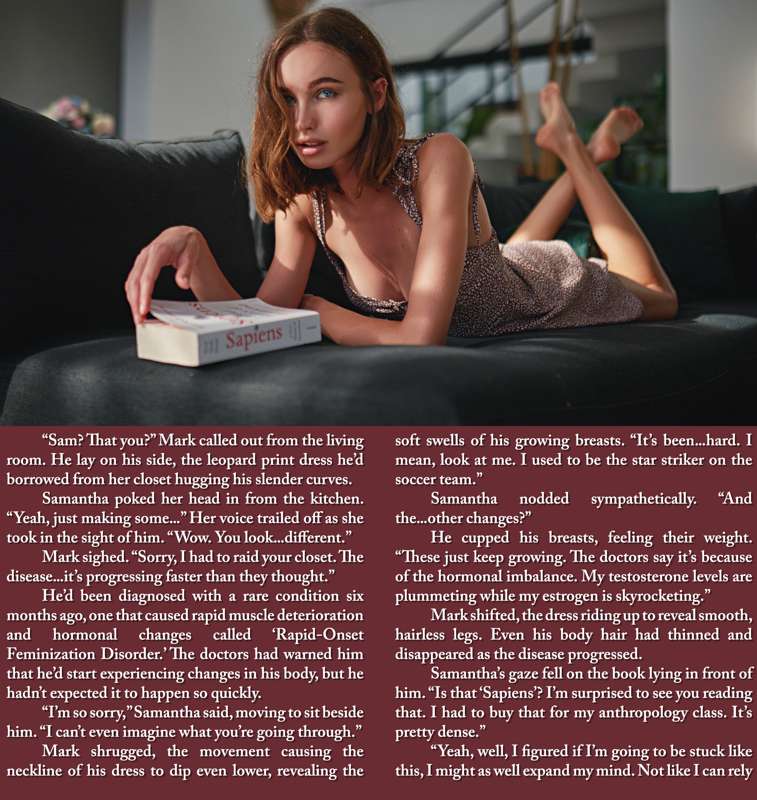 Sapiens
“Sam? That you?” Mark called out from the living
room. He lay on his side, the leopard print dress he’d
borrowed from her closet hugging his slender curves.
Samantha poked her head in from the kitchen.
“Yeah, just making some...” Her voice trailed off as she
took in the sight of him. “Wow. You look...different.”
Mark sighed. “Sorry, I had to raid your closet. The
disease...it’s progressing faster than they thought.”
He’d been diagnosed with a rare condition six
months ago, one that caused rapid muscle deterioration
and hormonal changes called ‘Rapid-Onset
Feminization Disorder.’ The doctors had warned him
that he’d start experiencing changes in his body, but he
hadn’t expected it to happen so quickly.
“I’m so sorry,” Samantha said, moving to sit beside
him. “I can’t even imagine what you’re going through.”
Mark shrugged, the movement causing the
neckline of his dress to dip even lower, revealing the
soft swells of his growing breasts. “It’s been...hard. I
mean, look at me. I used to be the star striker on the
soccer team.”
Samantha nodded sympathetically. “And
the...other changes?”
He cupped his breasts, feeling their weight.
“These just keep growing. The doctors say it’s because
of the hormonal imbalance. My testosterone levels are
plummeting while my estrogen is skyrocketing.”
Mark shifted, the dress riding up to reveal smooth,
hairless legs. Even his body hair had thinned and
disappeared as the disease progressed.
Samantha’s gaze fell on the book lying in front of
him. “Is that ‘Sapiens’? I’m surprised to see you reading
that. I had to buy that for my anthropology class. It’s
pretty dense.”
“Yeah, well, I figured if I’m going to be stuck like
this, I might as well expand my mind. Not like I can rely